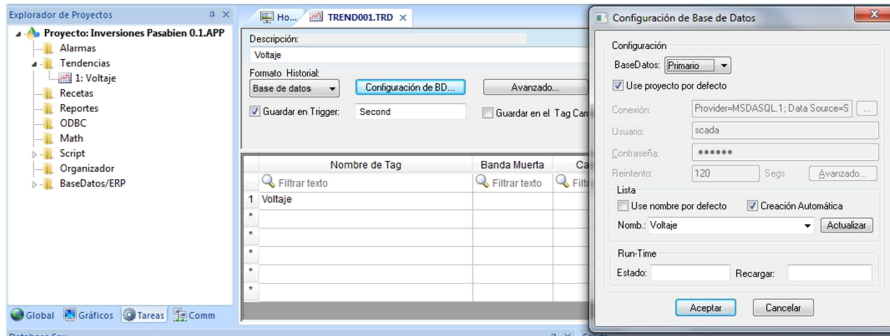 Explorador de Proyectos
Proyecto: Inversiones Pasabien 0.1.APP
Alarmas
Tendencias
1: Voltaje
Recetas
Reportes
ODBC
Math
Script
Organizador
BaseDatos/ERP
Global Gráficos Tareas Comm
Ho... TREND001.TRD
Descripción:
Voltaje
Formato Historial:
Base de datos Configuración de BD... Avanzado...
Guardar en Trigger: Second Guardar en el Tag Cam
Nombre de Tag Banda Muerta Ca
Filtrar texto Filtrar texto Filt
1 Voltaje
*
*
*
*
*
Configuración de Base de Datos
Configuración
BaseDatos: Primario
Use proyecto por defecto
Conexión: Provider=MSDASQL.1; Data Source=S ...
Usuario: scada
Contraseña: ●●●●●●
Reintento: 120 Segs. Avanzado...
Lista
Use nombre por defecto Creación Automática
Nomb.: Voltaje Actualizar
Run-Time
Estado: Recargar:
Aceptar Cancelar